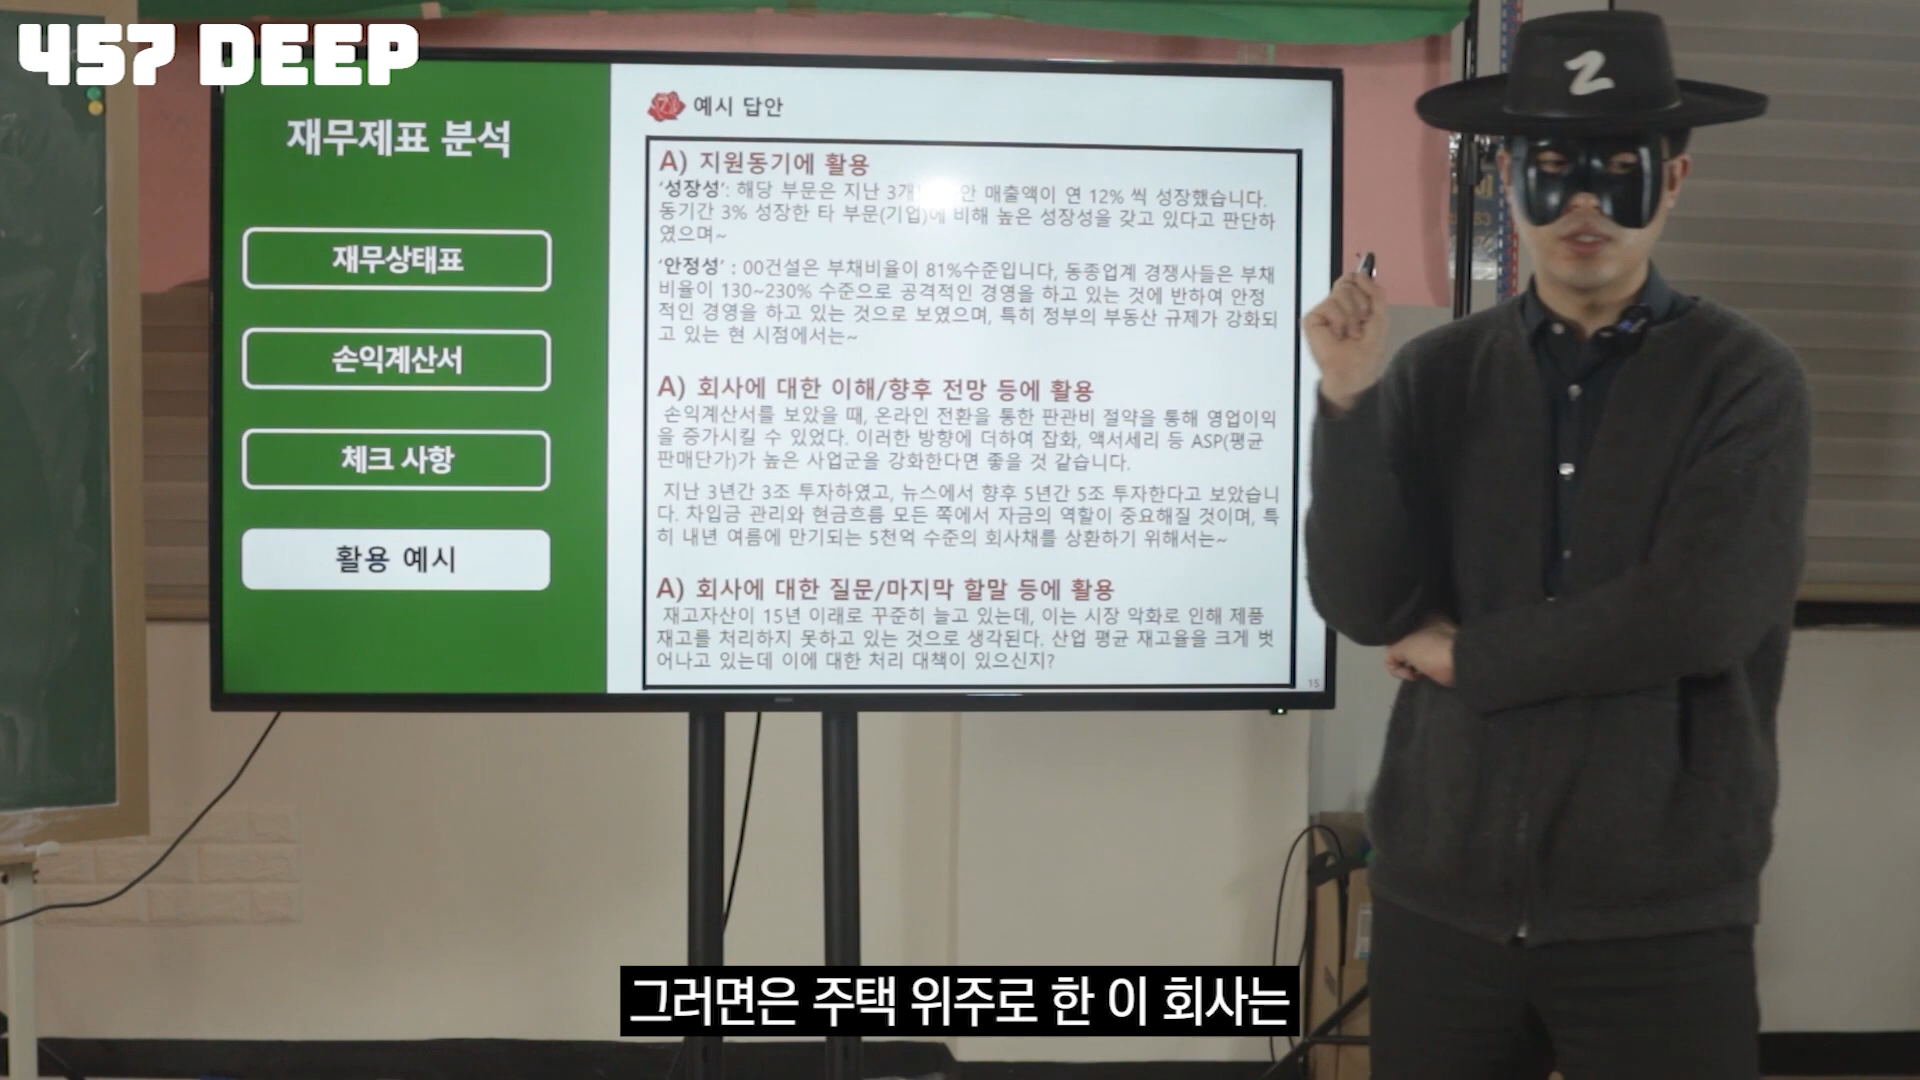 457 DEEP
재무제표 분석
재무상태표
손익계산서
체크 사항
활용 예시
예시 답안
A) 지원동기에 활용
‘성장성’: 해당 부문은 지난 3개 안 매출액이 연 12% 씩 성장했습니다.
동기간 3% 성장한 타 부문(기업)에 비해 높은 성장성을 갖고 있다고 판단하
였으며~
‘안정성’ : 00건설은 부채비율이 81%수준입니다, 동종업계 경쟁사들은 부채
비율이 130~230% 수준으로 공격적인 경영을 하고 있는 것에 반하여 안정
적인 경영을 하고 있는 것으로 보였으며, 특히 정부의 부동산 규제가 강화되
고 있는 현 시점에서는~
A) 회사에 대한 이해/향후 전망 등에 활용
손익계산서를 보았을 때, 온라인 전환을 통한 판관비 절약을 통해 영업이익
을 증가시킬 수 있었다. 이러한 방향에 더하여 잡화, 액서세리 등 ASP(평균
판매단가)가 높은 사업군을 강화한다면 좋을 것 같습니다.
지난 3년간 3조 투자하였고, 뉴스에서 향후 5년간 5조 투자한다고 보았습니
다. 차입금 관리와 현금흐름 모든 쪽에서 자금의 역할이 중요해질 것이며, 특
히 내년 여름에 만기되는 5천억 수준의 회사채를 상환하기 위해서는~
A) 회사에 대한 질문/마지막 할말 등에 활용
재고자산이 15년 이래로 꾸준히 늘고 있는데, 이는 시장 악화로 인해 제품
재고를 처리하지 못하고 있는 것으로 생각된다. 산업 평균 재고율을 크게 벗
어나고 있는데 이에 대한 처리 대책이 있으신지?
15
Z
그러면은 주택 위주로 한 이 회사는